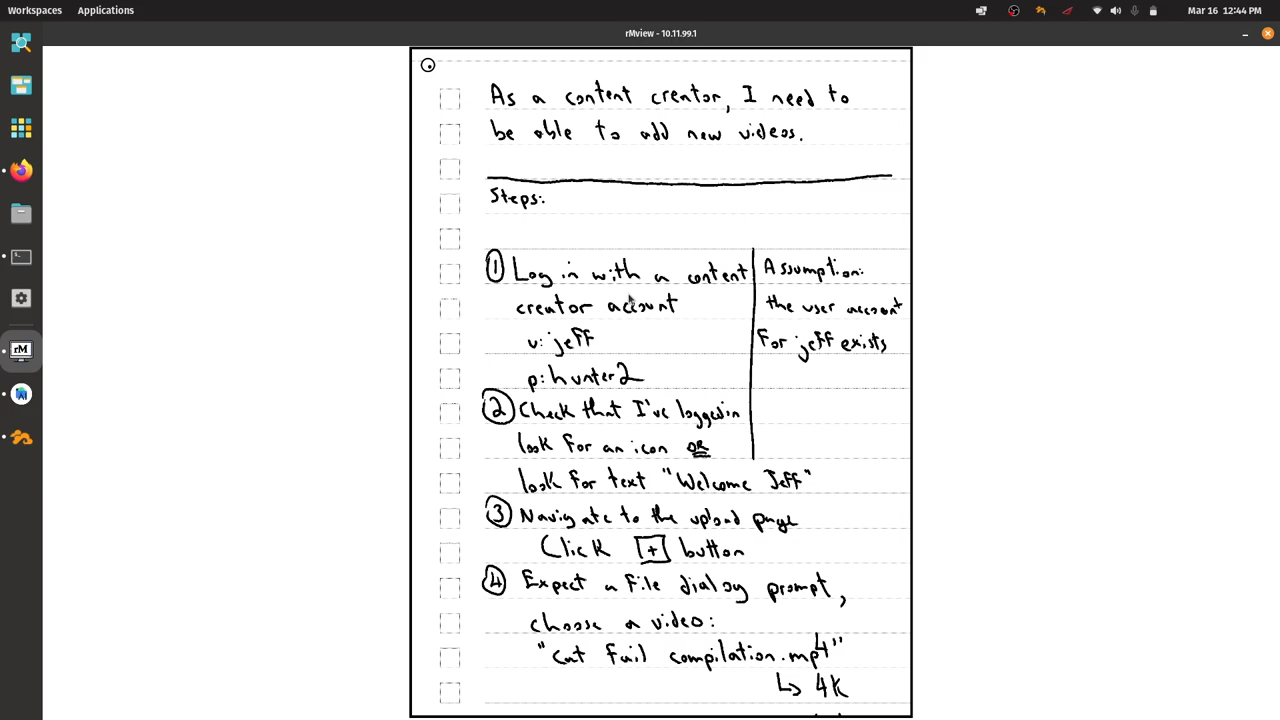 Workspaces Applications Mar 16 12:44 PM
rMview - 10.11.99.1
As a content creator, I need to
be able to add new videos.
Steps:
① Log in with a content
creator account
u: jeff
p: hunter2
Assumption:
the user account
for jeff exists
② Check that I've logged in
look for an icon OR
look for text "Welcome Jeff"
③ Navigate to the upload page
Click [+] button
④ Expect a file dialog prompt,
choose a video:
"cat fail compilation.mp4"
↳ 4K
rM